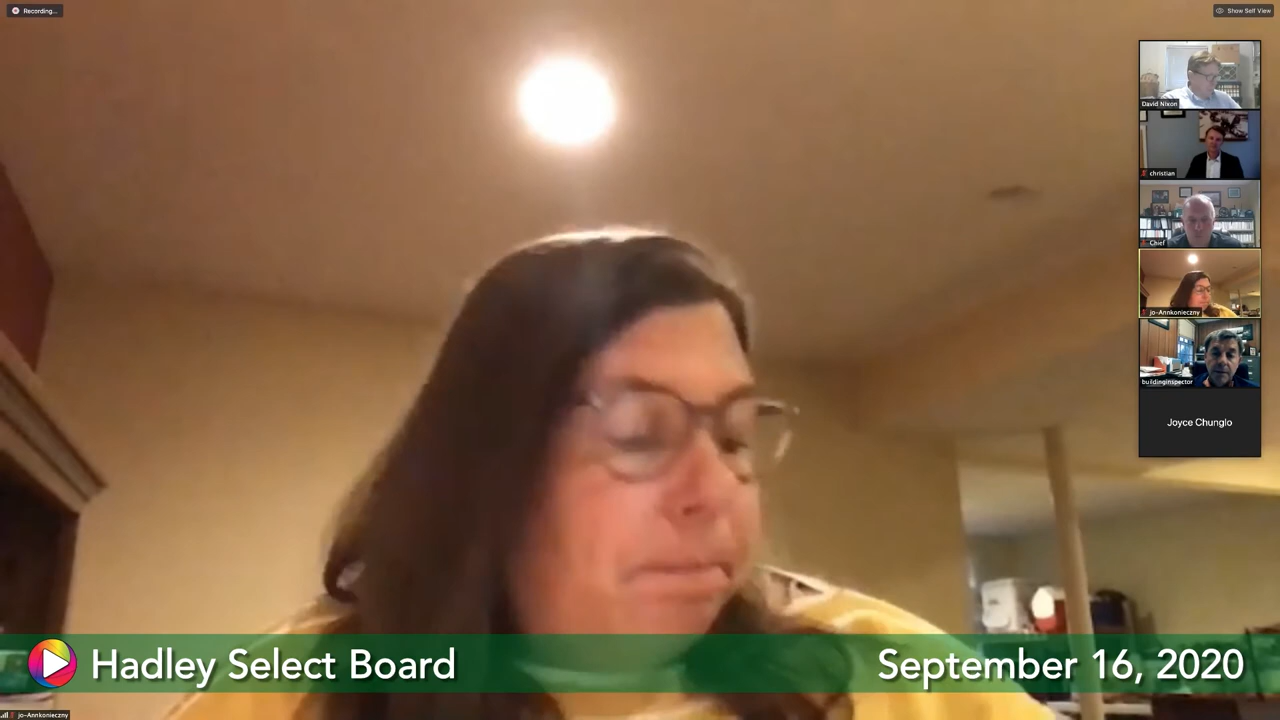 Recording...
Show Self View
David Nixon
christian
Chief
jo-Annkonieczny
buildinginspector
Joyce Chunglo
Hadley Select Board
September 16, 2020
jo-Annkonieczny